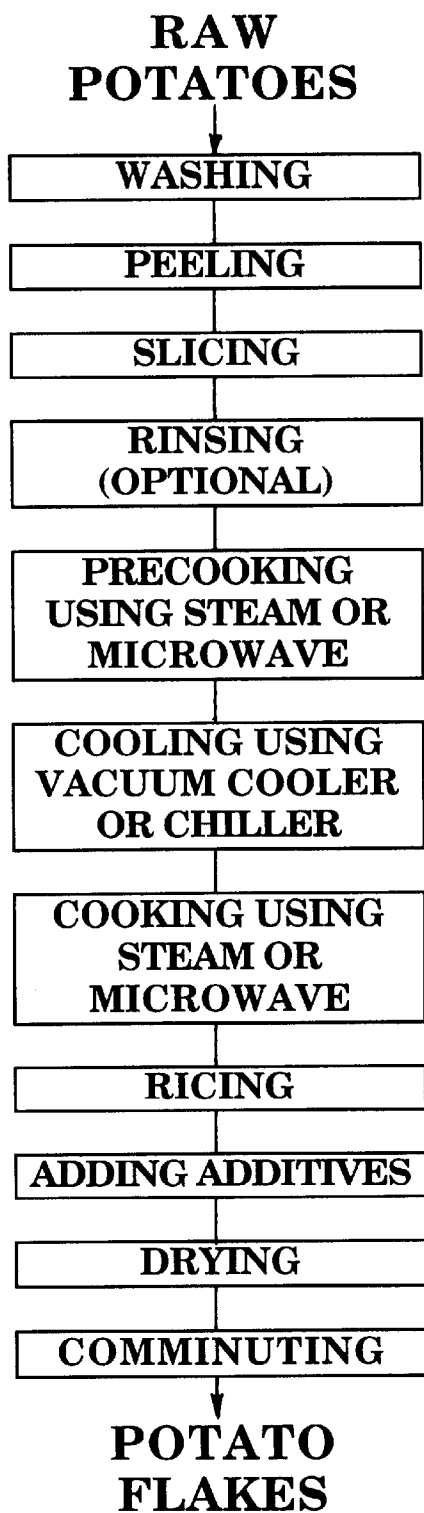 RAW
POTATOES
WASHING
PEELING
SLICING
RINSING
(OPTIONAL)
PRECOOKING
USING STEAM OR
MICROWAVE
COOLING USING
VACUUM COOLER
OR CHILLER
COOKING USING
STEAM OR
MICROWAVE
RICING
ADDING ADDITIVES
DRYING
COMMINUTING
POTATO
FLAKES